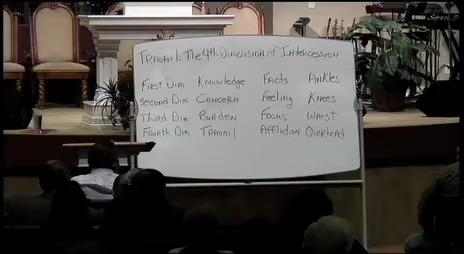 Travail: The 4th Dimension of Intercession
First Dim Knowledge Facts Ankles
Second Dim Concern Feeling Knees
Third Dim Burden Focus Waist
Fourth Dim Travail Affliction Overhead